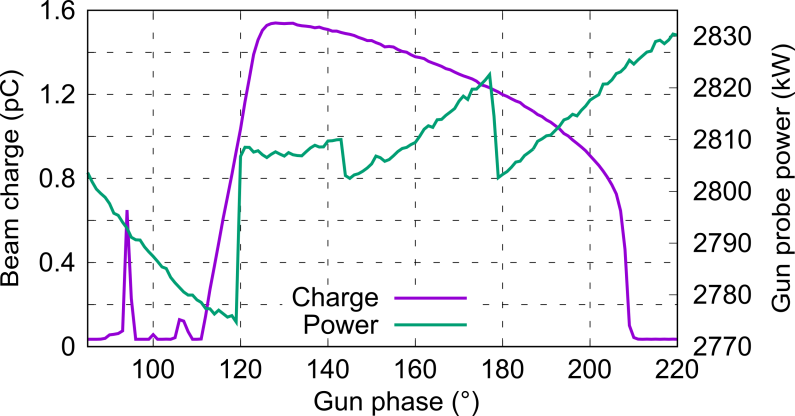 Beam charge (pC)
1.6
1.2
0.8
0.4
0
Charge
Power
100 120 140 160 180 200 220
Gun phase (°)
2830
2820
2810
2800
2790
2780
2770
Gun probe power (kW)